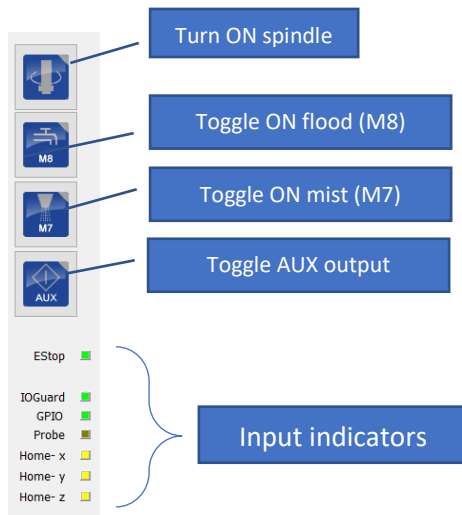 Turn ON spindle
Toggle ON flood (M8)
M8
Toggle ON mist (M7)
M7
Toggle AUX output
AUX
EStop
IOGuard
GPIO
Probe
Home- x
Home- y
Home- z
Input indicators